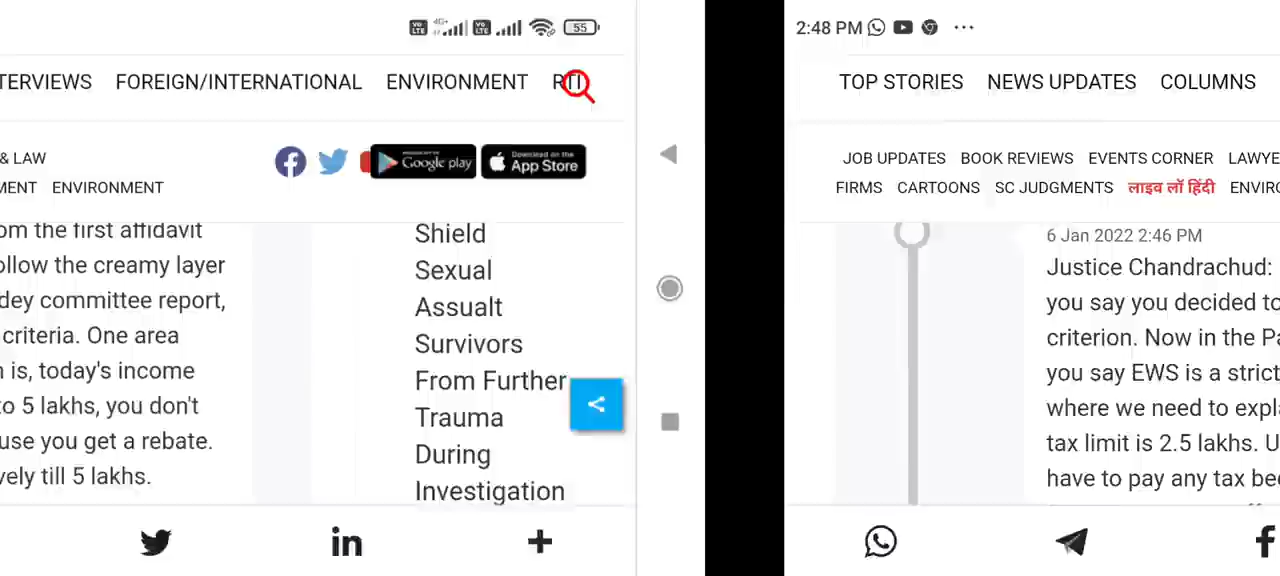 55
TERVIEWS FOREIGN/INTERNATIONAL ENVIRONMENT RTI
& LAW
MENT ENVIRONMENT
Google play
Download on the
App Store
om the first affidavit
ollow the creamy layer
dey committee report,
criteria. One area
n is, today's income
to 5 lakhs, you don't
use you get a rebate.
vely till 5 lakhs.
Shield
Sexual
Assualt
Survivors
From Further
Trauma
During
Investigation
2:48 PM
TOP STORIES NEWS UPDATES COLUMNS
JOB UPDATES BOOK REVIEWS EVENTS CORNER LAWYE
FIRMS CARTOONS SC JUDGMENTS लाइव लॉ हिंदी ENVIRO
6 Jan 2022 2:46 PM
Justice Chandrachud:
you say you decided to
criterion. Now in the Pa
you say EWS is a strict
where we need to expla
tax limit is 2.5 lakhs. U
have to pay any tax bec